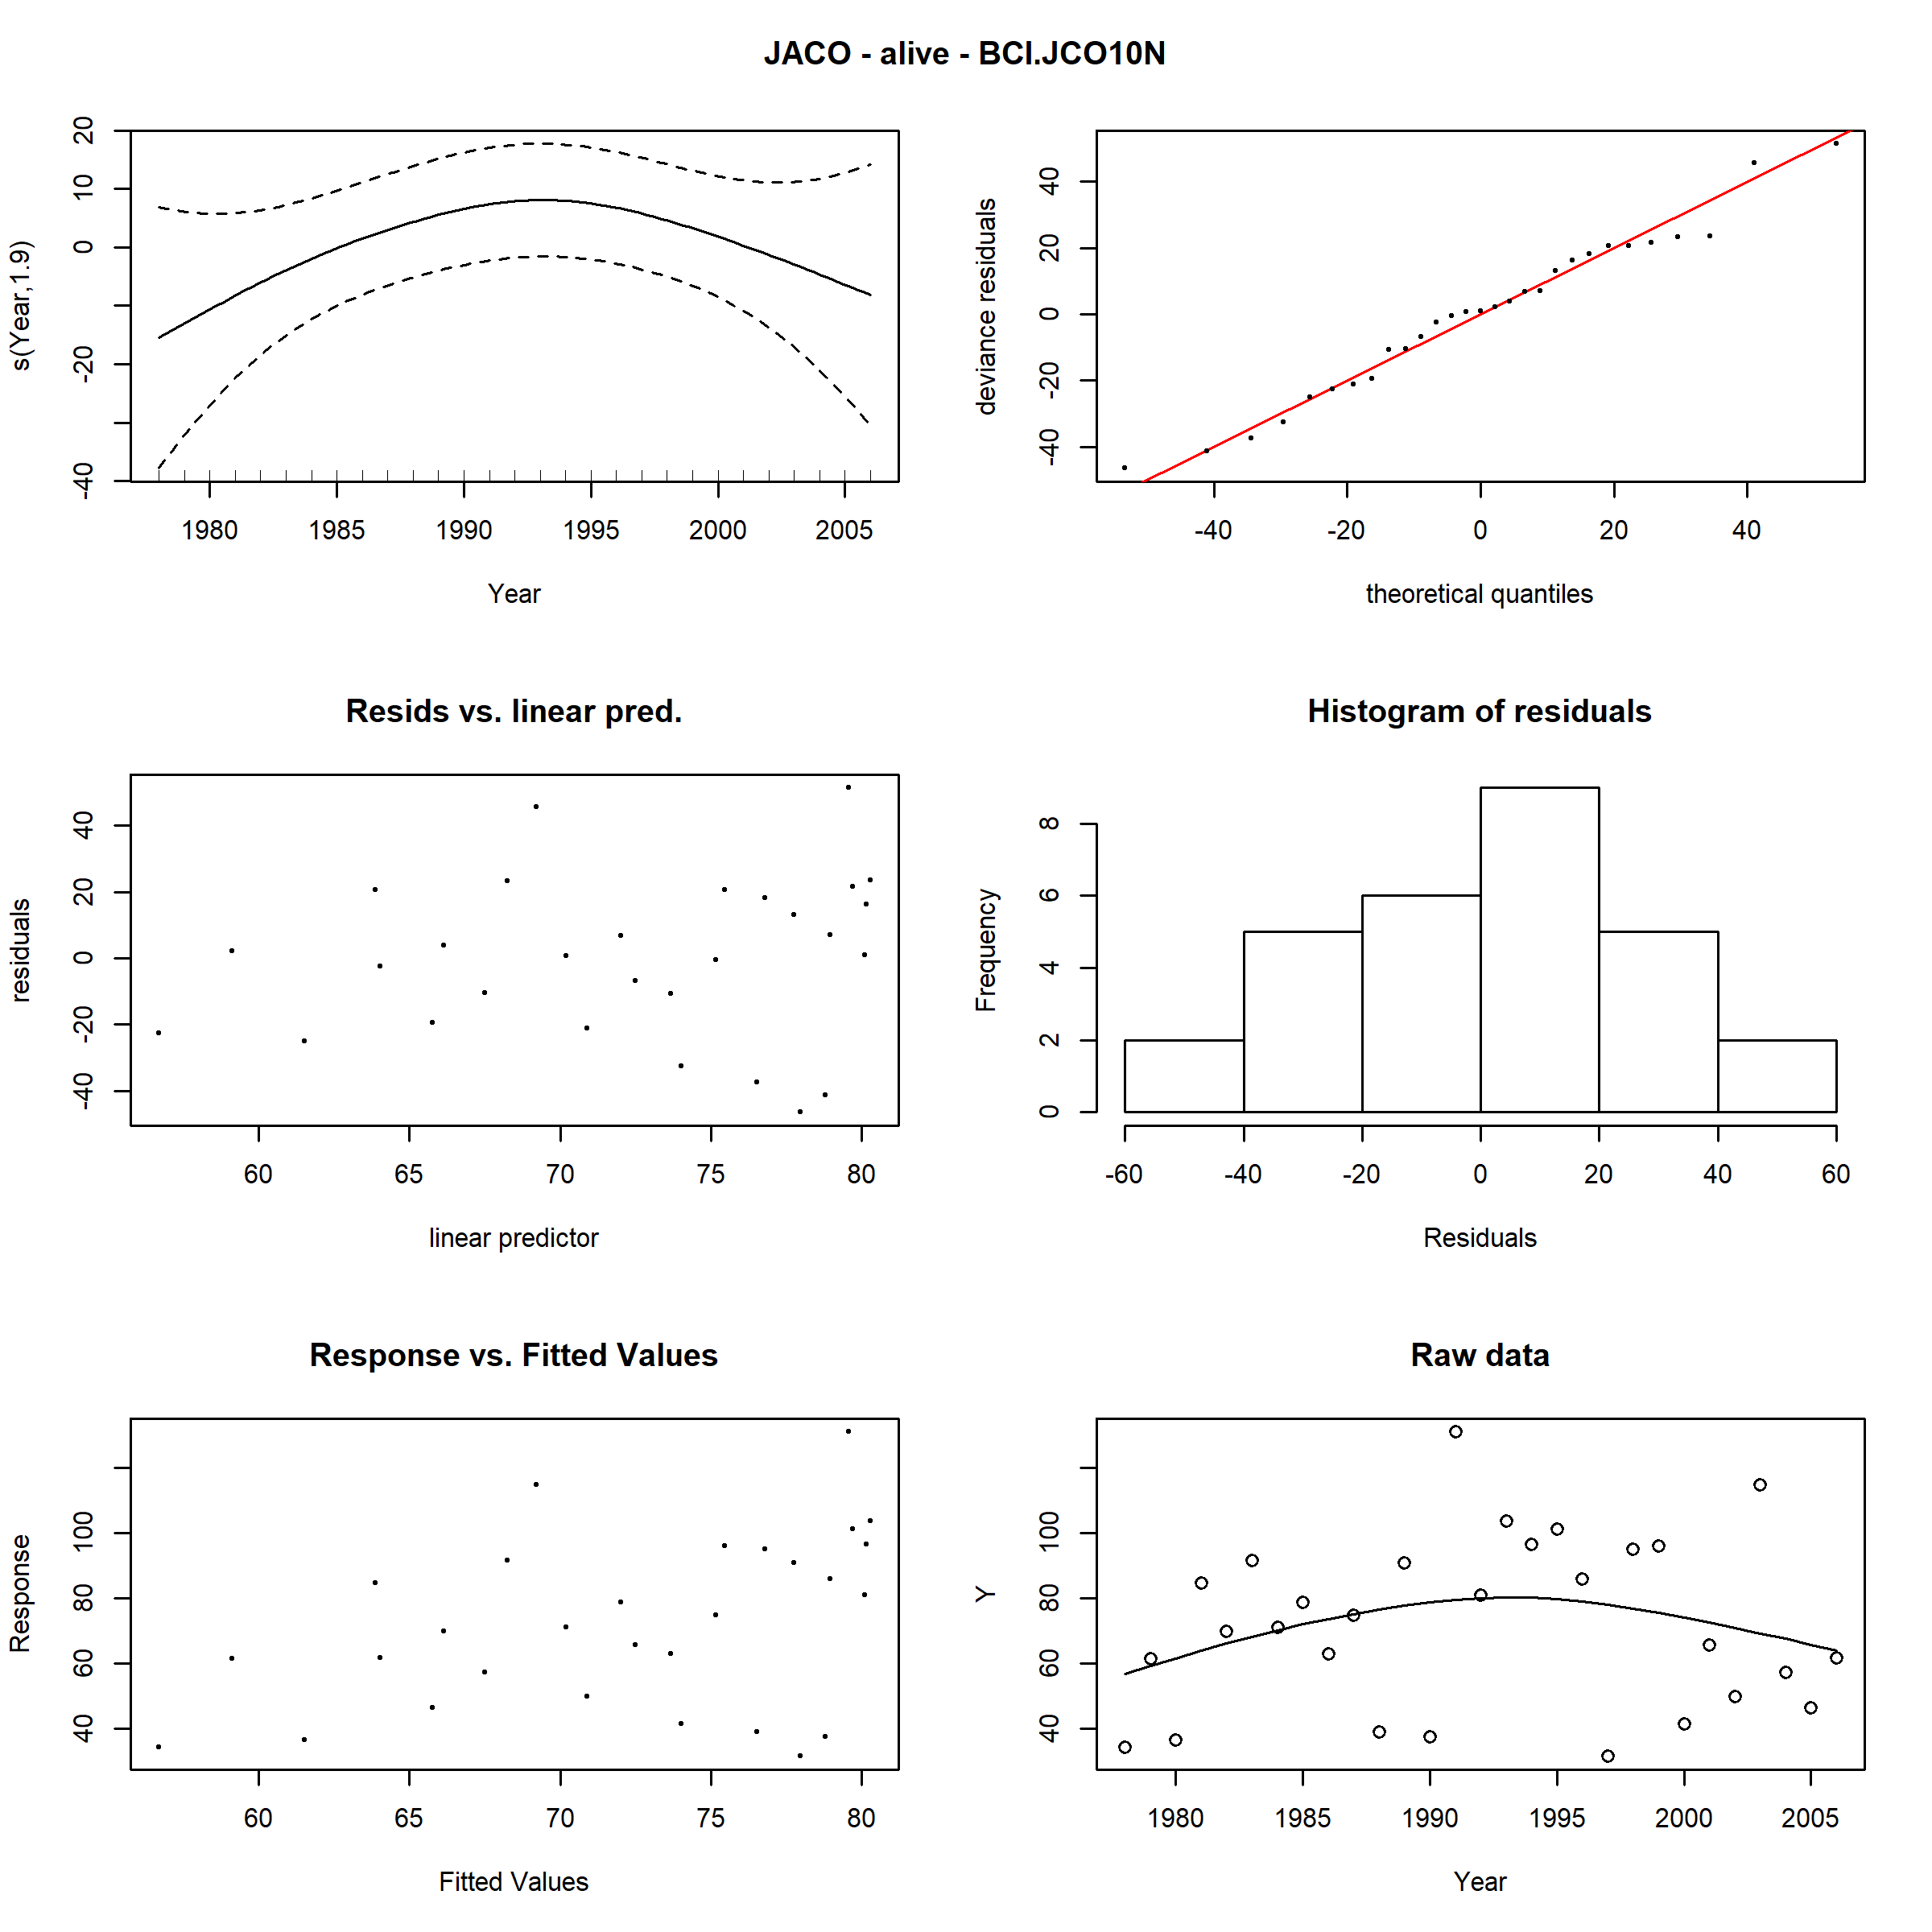 JACO - alive - BCI.JCO10N
s(Year,1.9)
20
10
0
-20
-40
1980 1985 1990 1995 2000 2005
Year
deviance residuals
40
20
0
-20
-40
-40 -20 0 20 40
theoretical quantiles
Resids vs. linear pred.
residuals
40
20
0
-20
-40
60 65 70 75 80
linear predictor
Histogram of residuals
Frequency
8
6
4
2
0
-60 -40 -20 0 20 40 60
Residuals
Response vs. Fitted Values
Response
100
80
60
40
60 65 70 75 80
Fitted Values
Raw data
Y
100
80
60
40
1980 1985 1990 1995 2000 2005
Year